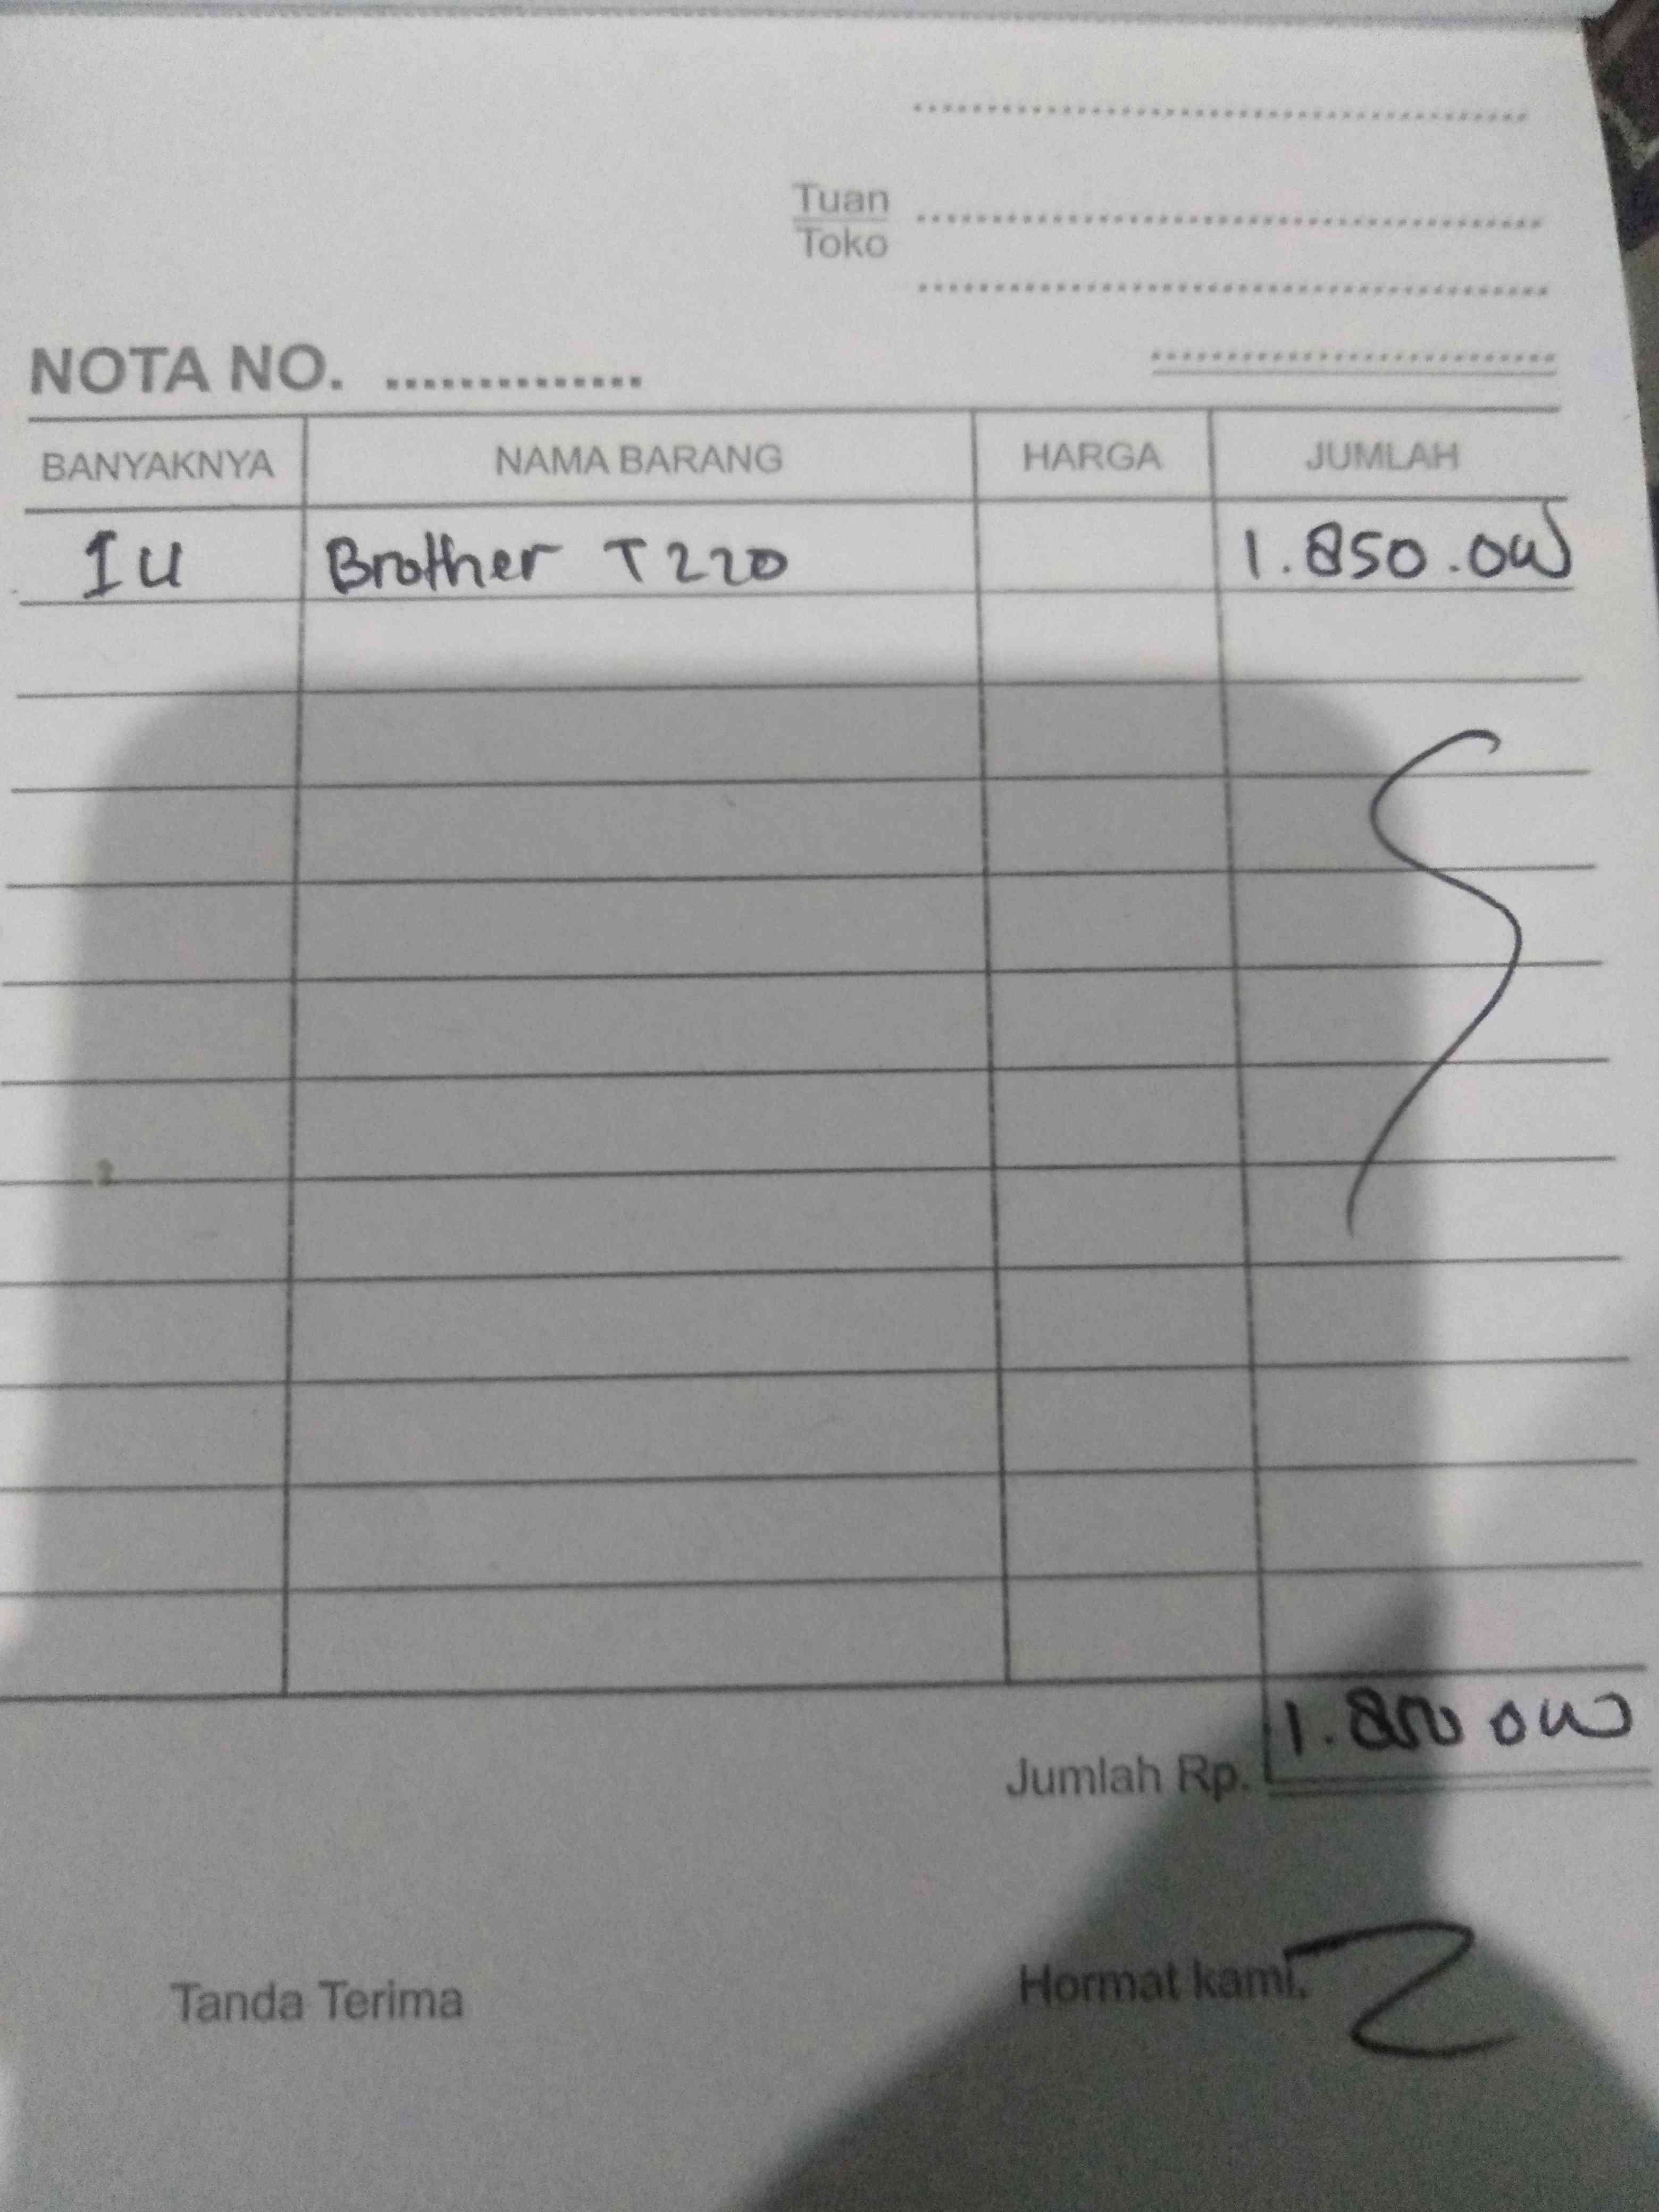 Tuan
Toko
NOTA NO. ..............
BANYAKNYA NAMA BARANG HARGA JUMLAH
1 U Brother T220 1.850.000
Jumlah Rp. 1.850.000
Tanda Terima Hormat kami,